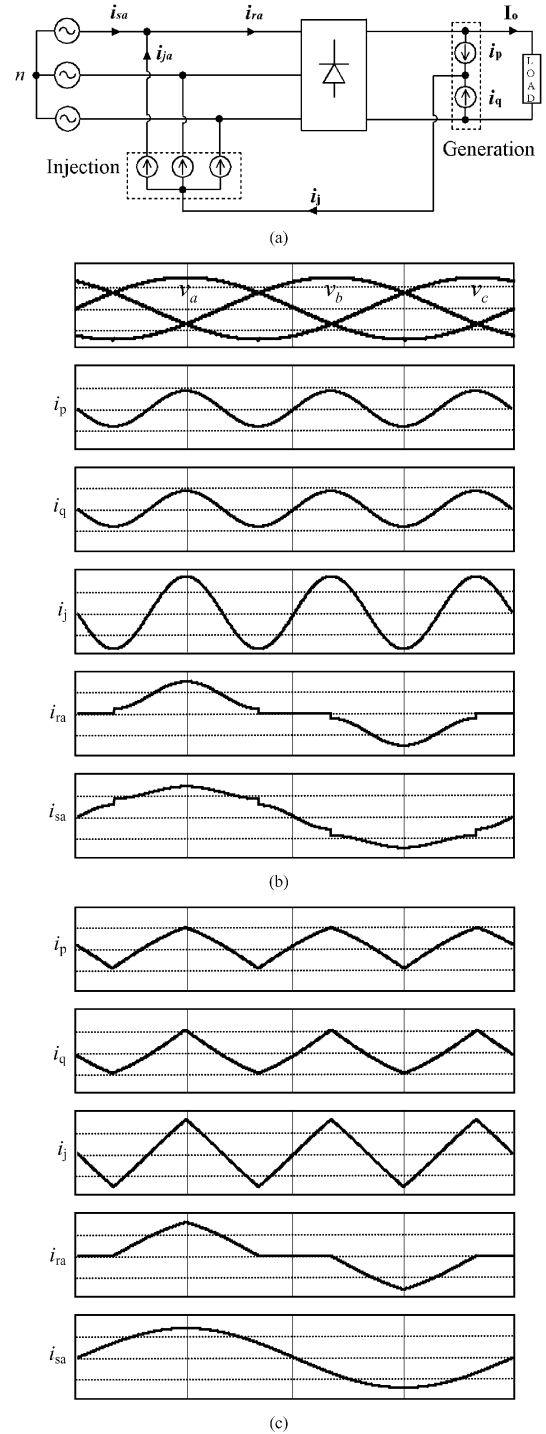 i_sa i_ra I_o
i_ja i_p
n LOAD
i_q
Injection Generation
i_j
(a)
v_a v_b v_c
i_p
i_q
i_j
i_ra
i_sa
(b)
i_p
i_q
i_j
i_ra
i_sa
(c)